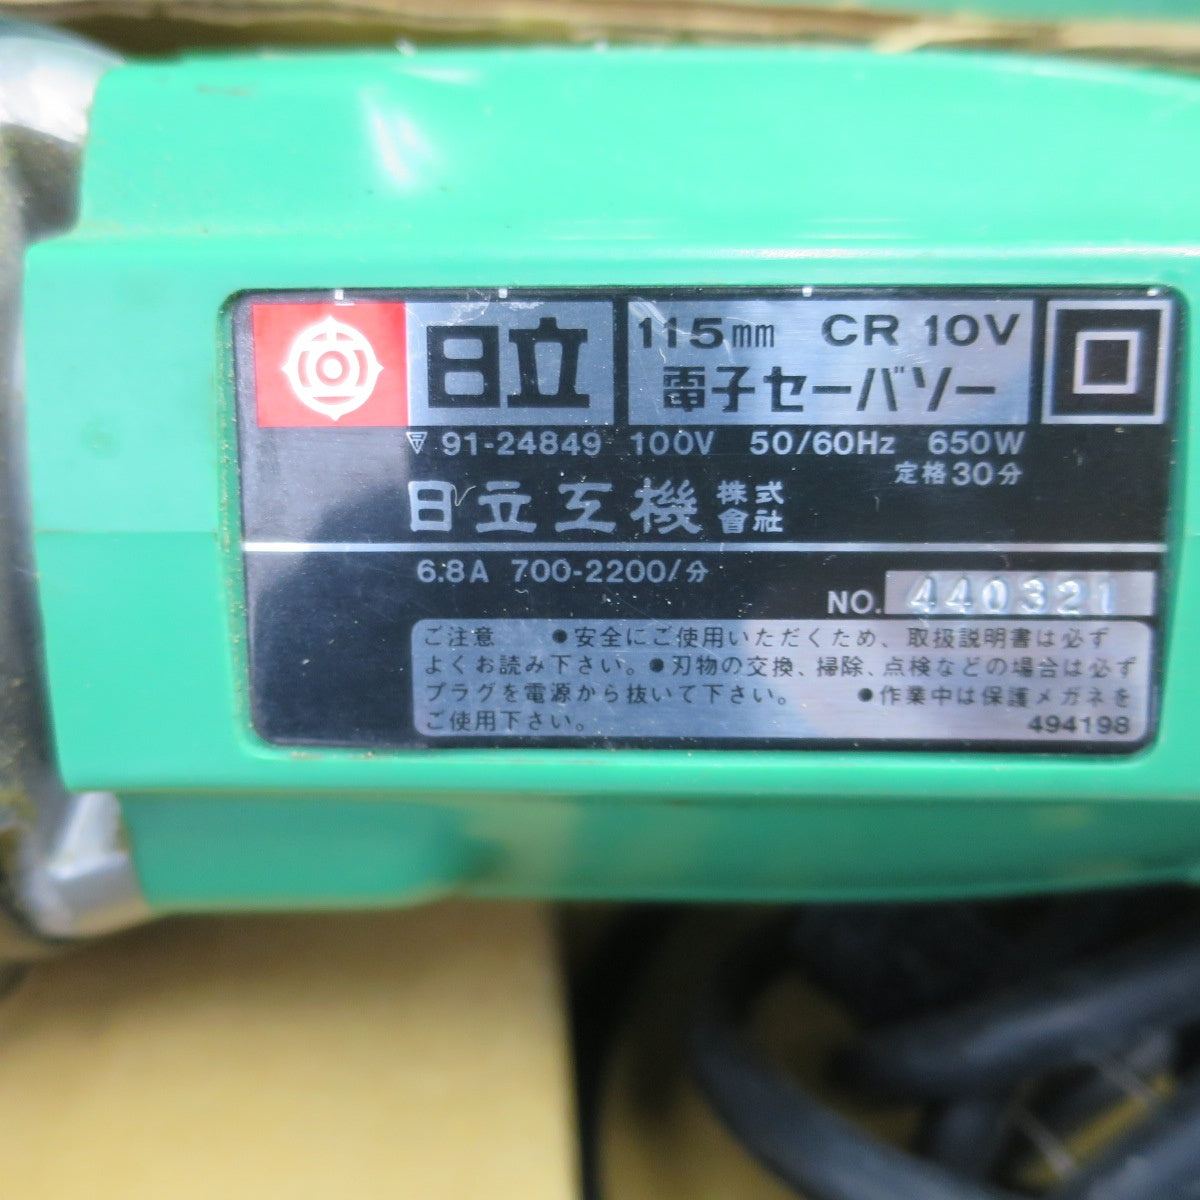 日立
115mm CR 10V
電子セーバソー
91-24849 100V 50/60Hz 650W
定格30分
日立工機 株式會社
6.8A 700-2200/分
NO. 440321
ご注意 ●安全にご使用いただくため、取扱説明書は必ず
よくお読み下さい。●刃物の交換、掃除、点検などの場合は必ず
プラグを電源から抜いて下さい。 ●作業中は保護メガネを
ご使用下さい。 494198